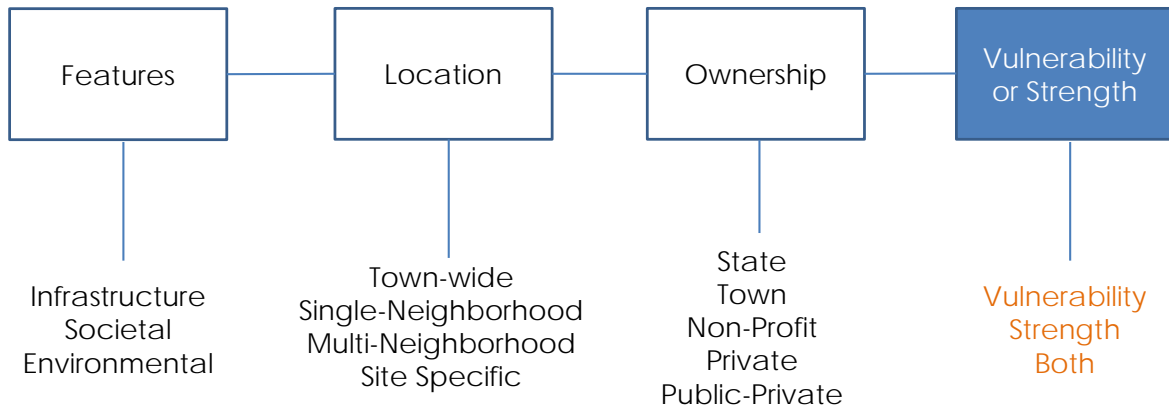 Features
Location
Ownership
Vulnerability
or Strength
Infrastructure
Societal
Environmental
Town-wide
Single-Neighborhood
Multi-Neighborhood
Site Specific
State
Town
Non-Profit
Private
Public-Private
Vulnerability
Strength
Both